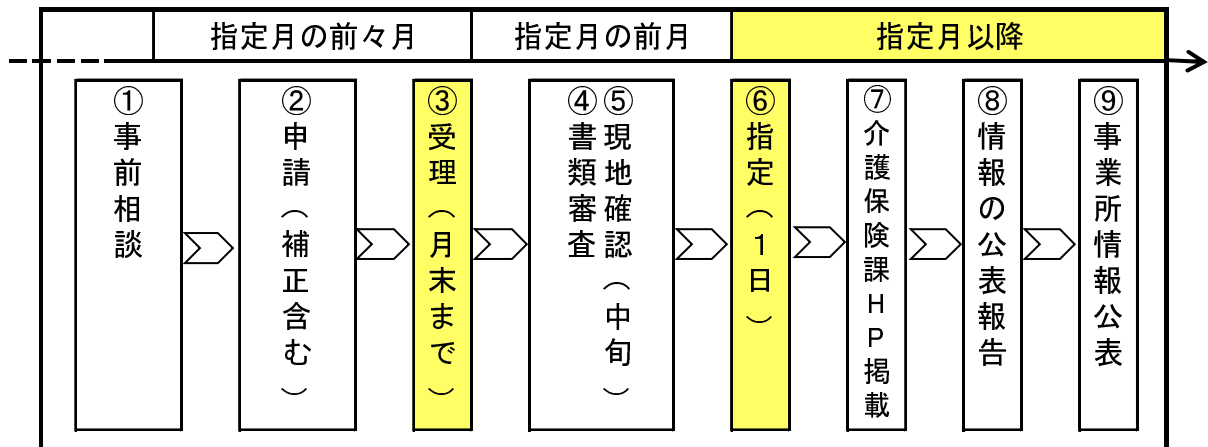 指定月の前々月
指定月の前月
指定月以降
①事前相談
②申請（補正含む）
③受理（月末まで）
④書類審査
⑤現地確認（中旬）
⑥指定（１日）
⑦介護保険課ＨＰ掲載
⑧情報の公表報告
⑨事業所情報公表